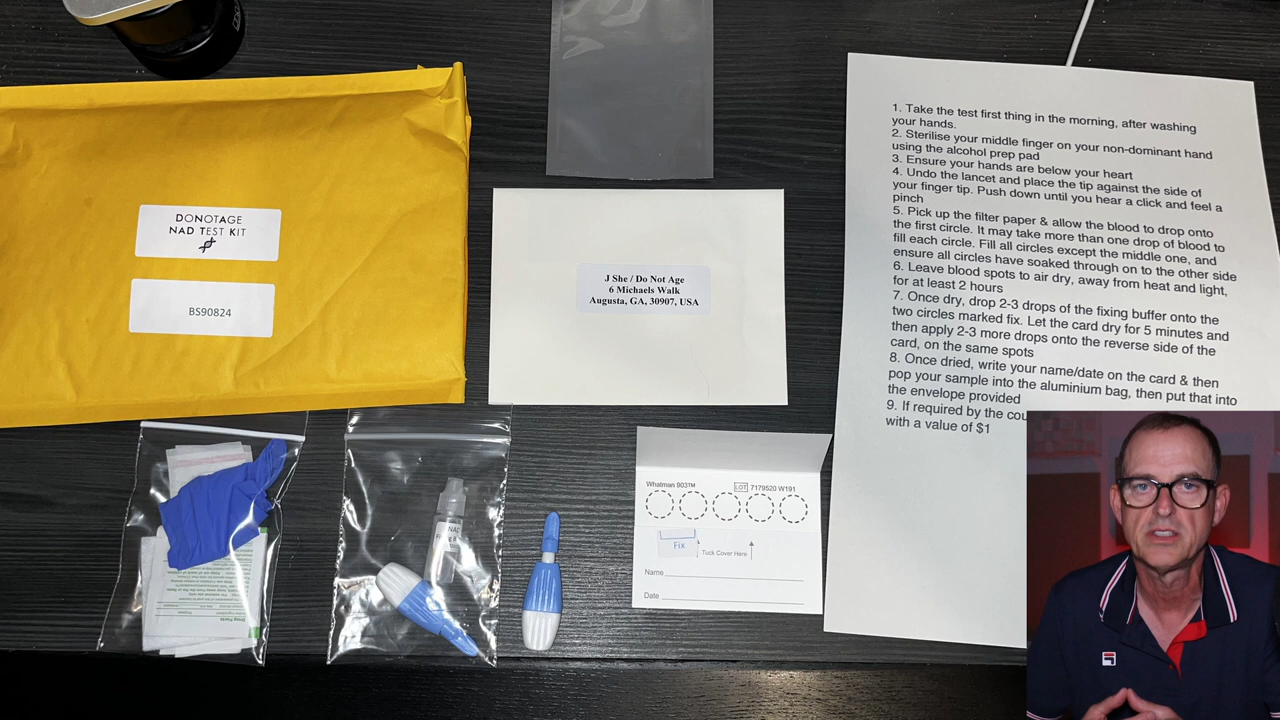 DONOTAGE
NAD TEST KIT
BS90824
J She / Do Not Age
6 Michaels Walk
Augusta, GA, 30907, USA
1. Take the test first thing in the morning, after washing
your hands.
2. Sterilise your middle finger on your non-dominant hand
using the alcohol prep pad
3. Ensure your hands are below your heart
4. Undo the lancet and place the tip against the side of
your finger tip. Push down until you hear a click and feel a
pinch
5. Pick up the filter paper & allow the blood to drop onto
the first circle. It may take more than one drop of blood to
fill each circle. Fill all circles except the middle one, and
ensure all circles have soaked through on to the other side
6. Leave blood spots to air dry, away from heat and light,
for at least 2 hours
7. Once dry, drop 2-3 drops of the fixing buffer onto the
two circles marked fix. Let the card dry for 5 minutes and
then apply 2-3 more drops onto the reverse side of the
card, on the same spots
8. Once dried, write your name/date on the card & then
pop your sample into the aluminium bag, then put that into
the envelope provided
9. If required by the
with a value of $1
Whatman 903™ LOT 7179520 W191
Fix
Tuck Cover Here
Name
Date
NAD
Drug Facts
FILA